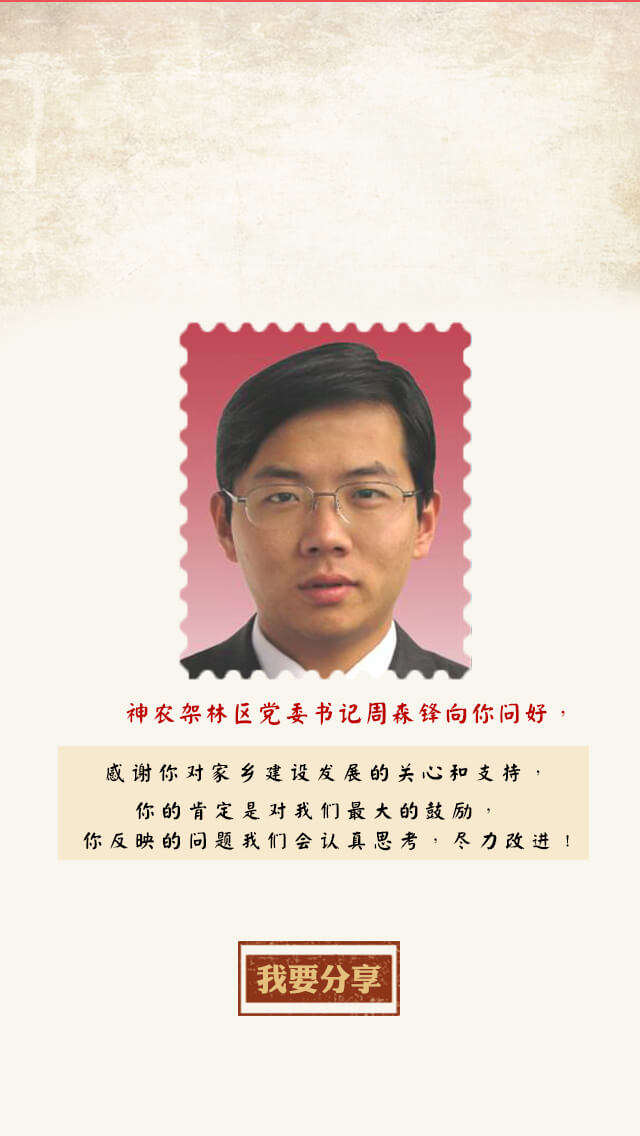 神农架林区党委书记周森锋向你问好，
感谢你对家乡建设发展的关心和支持，
你的肯定是对我们最大的鼓励，
你反映的问题我们会认真思考，尽力改进！
我要分享